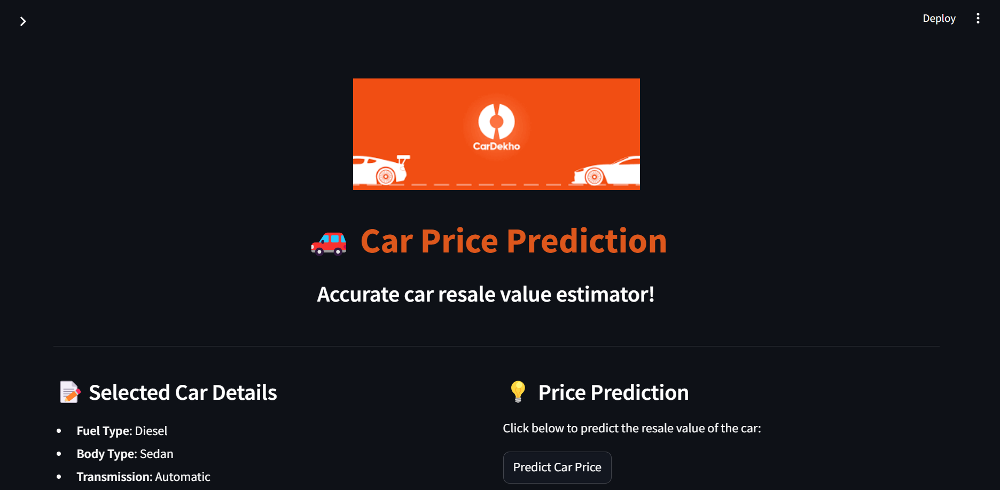 Deploy
CarDekho
Car Price Prediction
Accurate car resale value estimator!
Selected Car Details
Fuel Type: Diesel
Body Type: Sedan
Transmission: Automatic
Price Prediction
Click below to predict the resale value of the car:
Predict Car Price